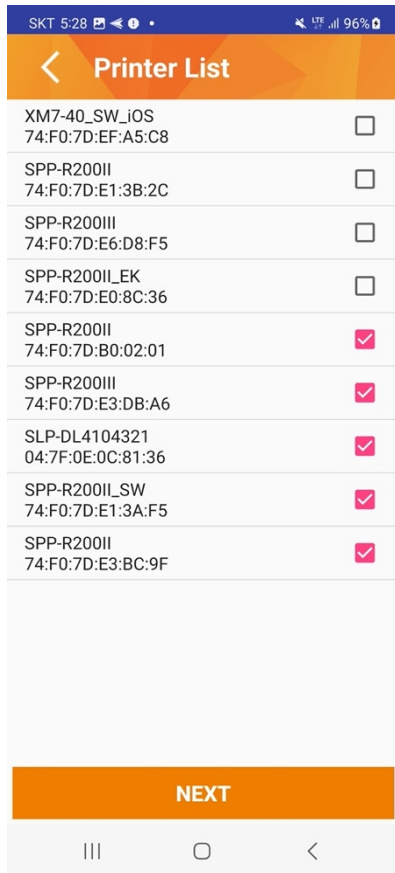 SKT 5:28
LTE 96%
Printer List
XM7-40_SW_iOS
74:F0:7D:EF:A5:C8
SPP-R200II
74:F0:7D:E1:3B:2C
SPP-R200III
74:F0:7D:E6:D8:F5
SPP-R200II_EK
74:F0:7D:E0:8C:36
SPP-R200II
74:F0:7D:B0:02:01
SPP-R200III
74:F0:7D:E3:DB:A6
SLP-DL4104321
04:7F:0E:0C:81:36
SPP-R200II_SW
74:F0:7D:E1:3A:F5
SPP-R200II
74:F0:7D:E3:BC:9F
NEXT